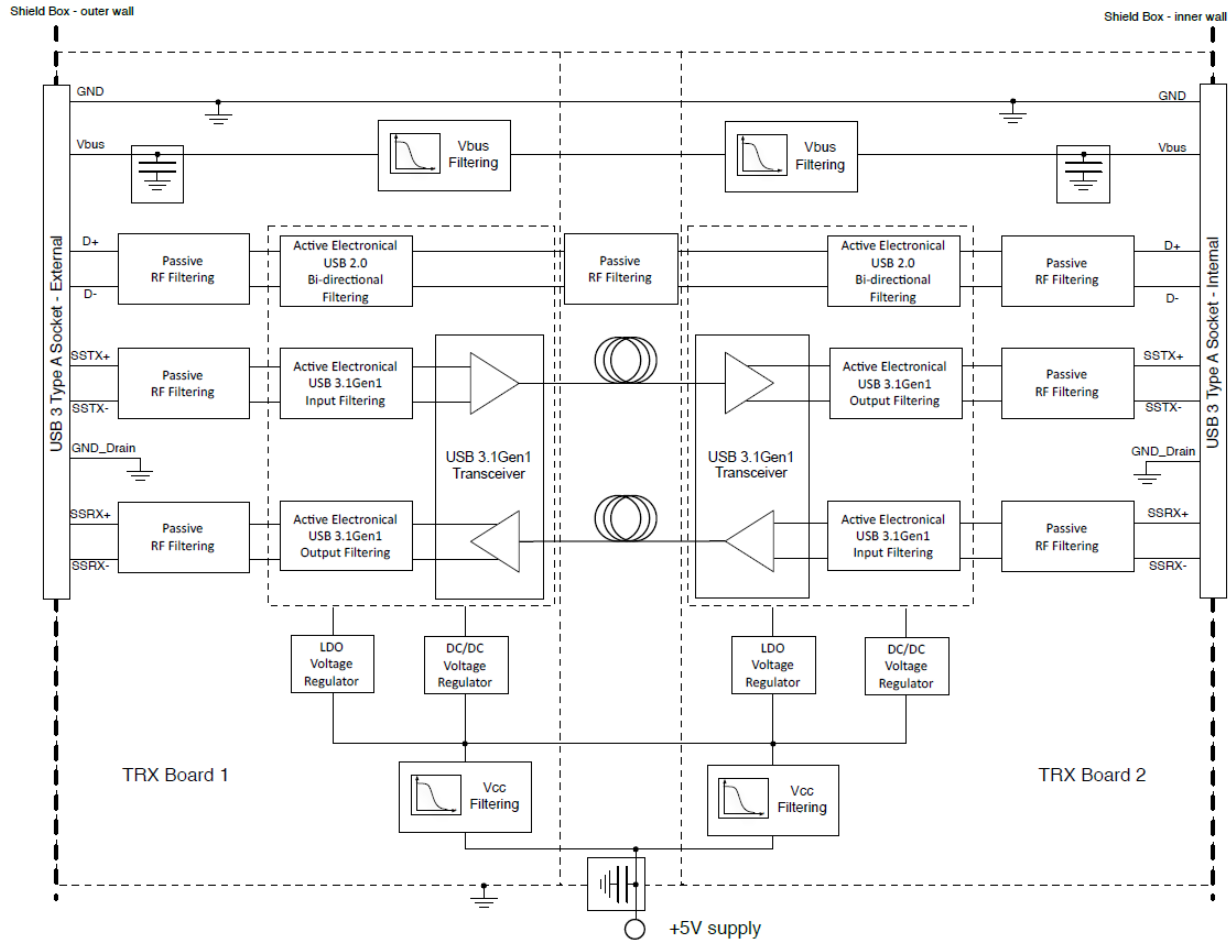 Shield Box - outer wall
Shield Box - inner wall
GND
GND
Vbus
Vbus
Filtering
Vbus
Filtering
Vbus
USB 3 Type A Socket - External
USB 3 Type A Socket - Internal
D+
D-
Passive
RF Filtering
Active Electronical
USB 2.0
Bi-directional
Filtering
Passive
RF Filtering
Active Electronical
USB 2.0
Bi-directional
Filtering
Passive
RF Filtering
D+
D-
SSTX+
SSTX-
Passive
RF Filtering
Active Electronical
USB 3.1Gen1
Input Filtering
Active Electronical
USB 3.1Gen1
Output Filtering
Passive
RF Filtering
SSTX+
SSTX-
GND_Drain
USB 3.1Gen1
Transceiver
USB 3.1Gen1
Transceiver
GND_Drain
SSRX+
SSRX-
Passive
RF Filtering
Active Electronical
USB 3.1Gen1
Output Filtering
Active Electronical
USB 3.1Gen1
Input Filtering
Passive
RF Filtering
SSRX+
SSRX-
LDO
Voltage
Regulator
DC/DC
Voltage
Regulator
LDO
Voltage
Regulator
DC/DC
Voltage
Regulator
TRX Board 1
Vcc
Filtering
Vcc
Filtering
TRX Board 2
+5V supply